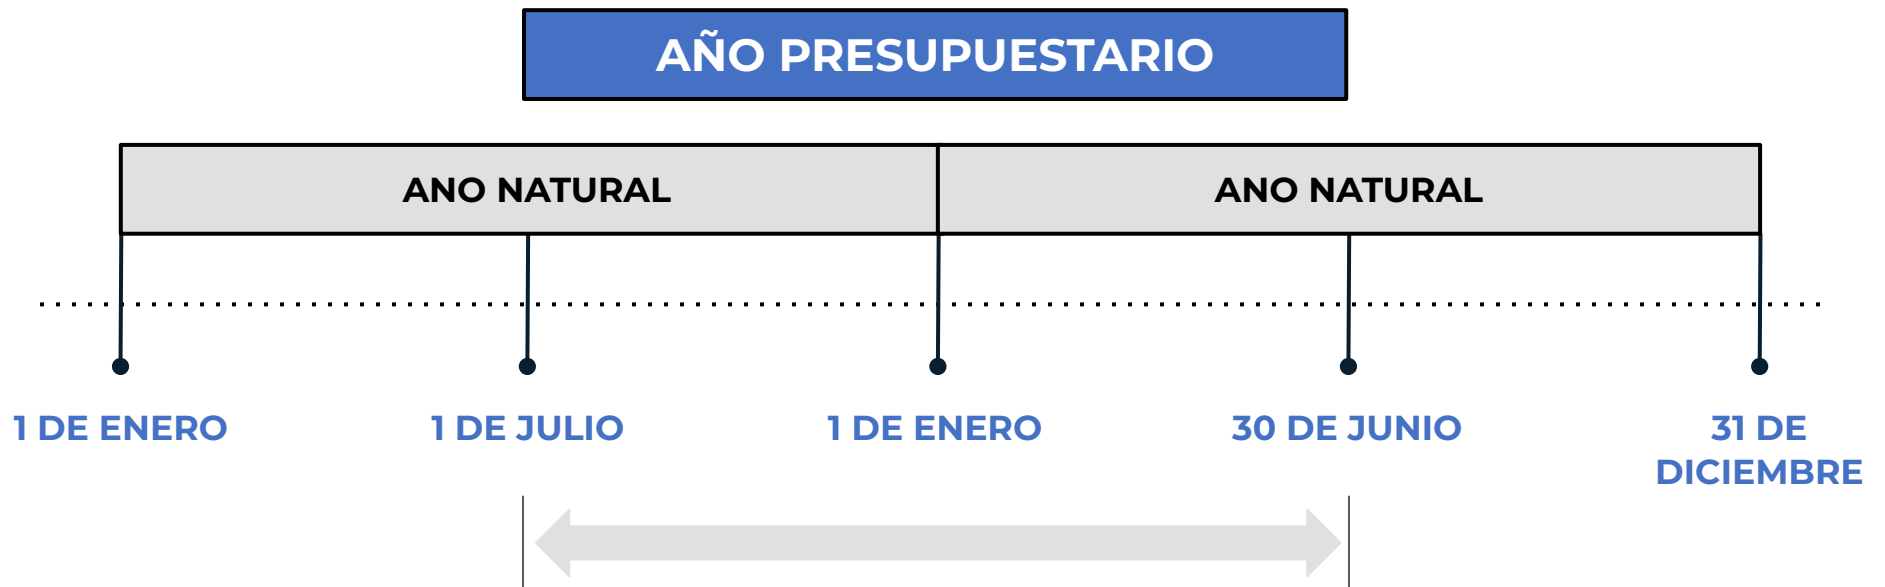 AÑO PRESUPUESTARIO
ANO NATURAL
ANO NATURAL
1 DE ENERO
1 DE JULIO
1 DE ENERO
30 DE JUNIO
31 DE
DICIEMBRE